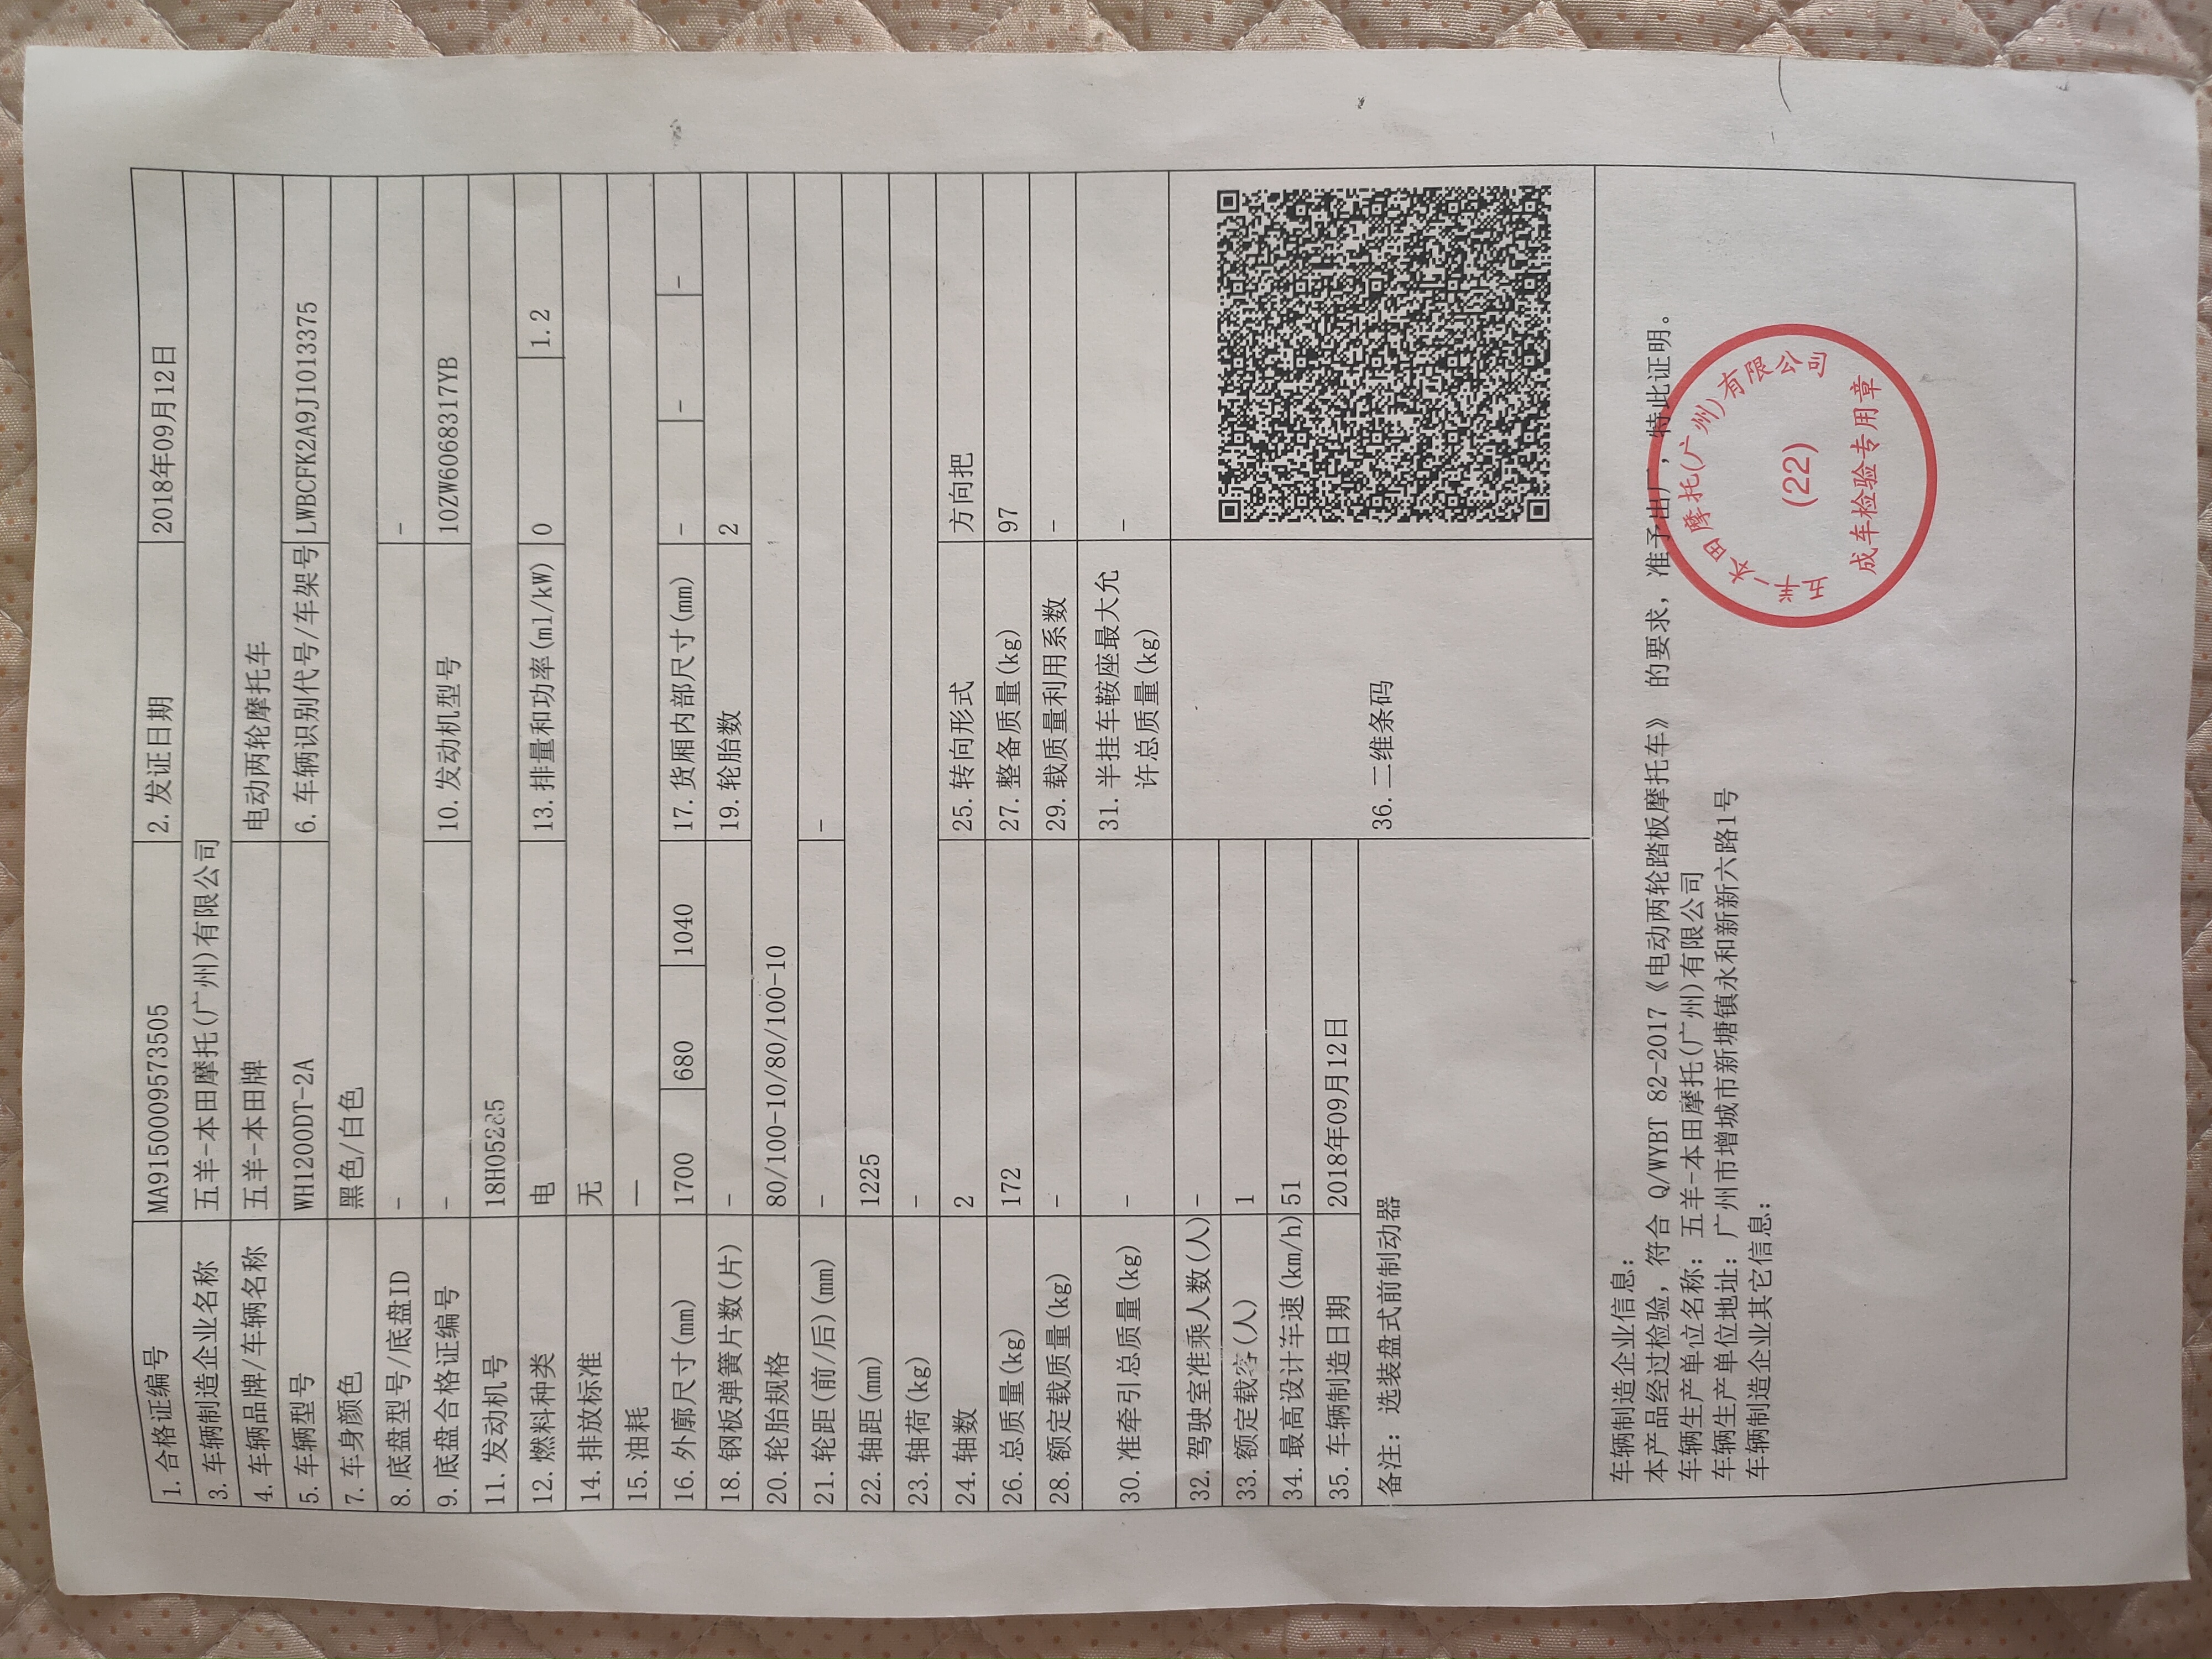 1.合格证编号 MA9150009573505 2.发证日期 2018年09月12日
3.车辆制造企业名称 五羊-本田摩托(广州)有限公司
4.车辆品牌/车辆名称 五羊-本田牌 电动两轮摩托车
5.车辆型号 WH1200DT-2A 6.车辆识别代号/车架号 LWBCFK2A9J1013375
7.车身颜色 黑色/白色
8.底盘型号/底盘ID - -
9.底盘合格证编号 - 10.发动机型号 10ZW6068317YB
11.发动机号
12.燃料种类 电 13.排量和功率(ml/kW) 0 1.2
14.排放标准 无
15.油耗 —
16.外廓尺寸(mm) 1700 680 1040 17.货厢内部尺寸(mm) - - -
18.钢板弹簧片数(片) - 19.轮胎数 2
20.轮胎规格 80/100-10/80/100-10
21.轮距(前/后)(mm) - -
22.轴距(mm) 1225
23.轴荷(kg) -
24.轴数 2 25.转向形式 方向把
26.总质量(kg) 172 27.整备质量(kg) 97
28.额定载质量(kg) - 29.载质量利用系数 -
30.准牵引总质量(kg) - 31.半挂车鞍座最大允 -
许总质量(kg)
32.驾驶室准乘人数(人) -
33.额定载客(人) 1
34.最高设计车速(km/h) 51
35.车辆制造日期 2018年09月12日
36.二维条码
备注: 选装盘式前制动器
车辆制造企业信息:
本产品经过检验,符合 Q/WYBT 82-2017《电动两轮踏板摩托车》 的要求,准予出厂,特此证明。
车辆生产单位名称: 五羊-本田摩托(广州)有限公司
车辆生产单位地址: 广州市市增城市市新塘镇永和新新六路1号
车辆制造企业其它信息:
五羊-本田摩托(广州)有限公司
(22)
成车检验专用章